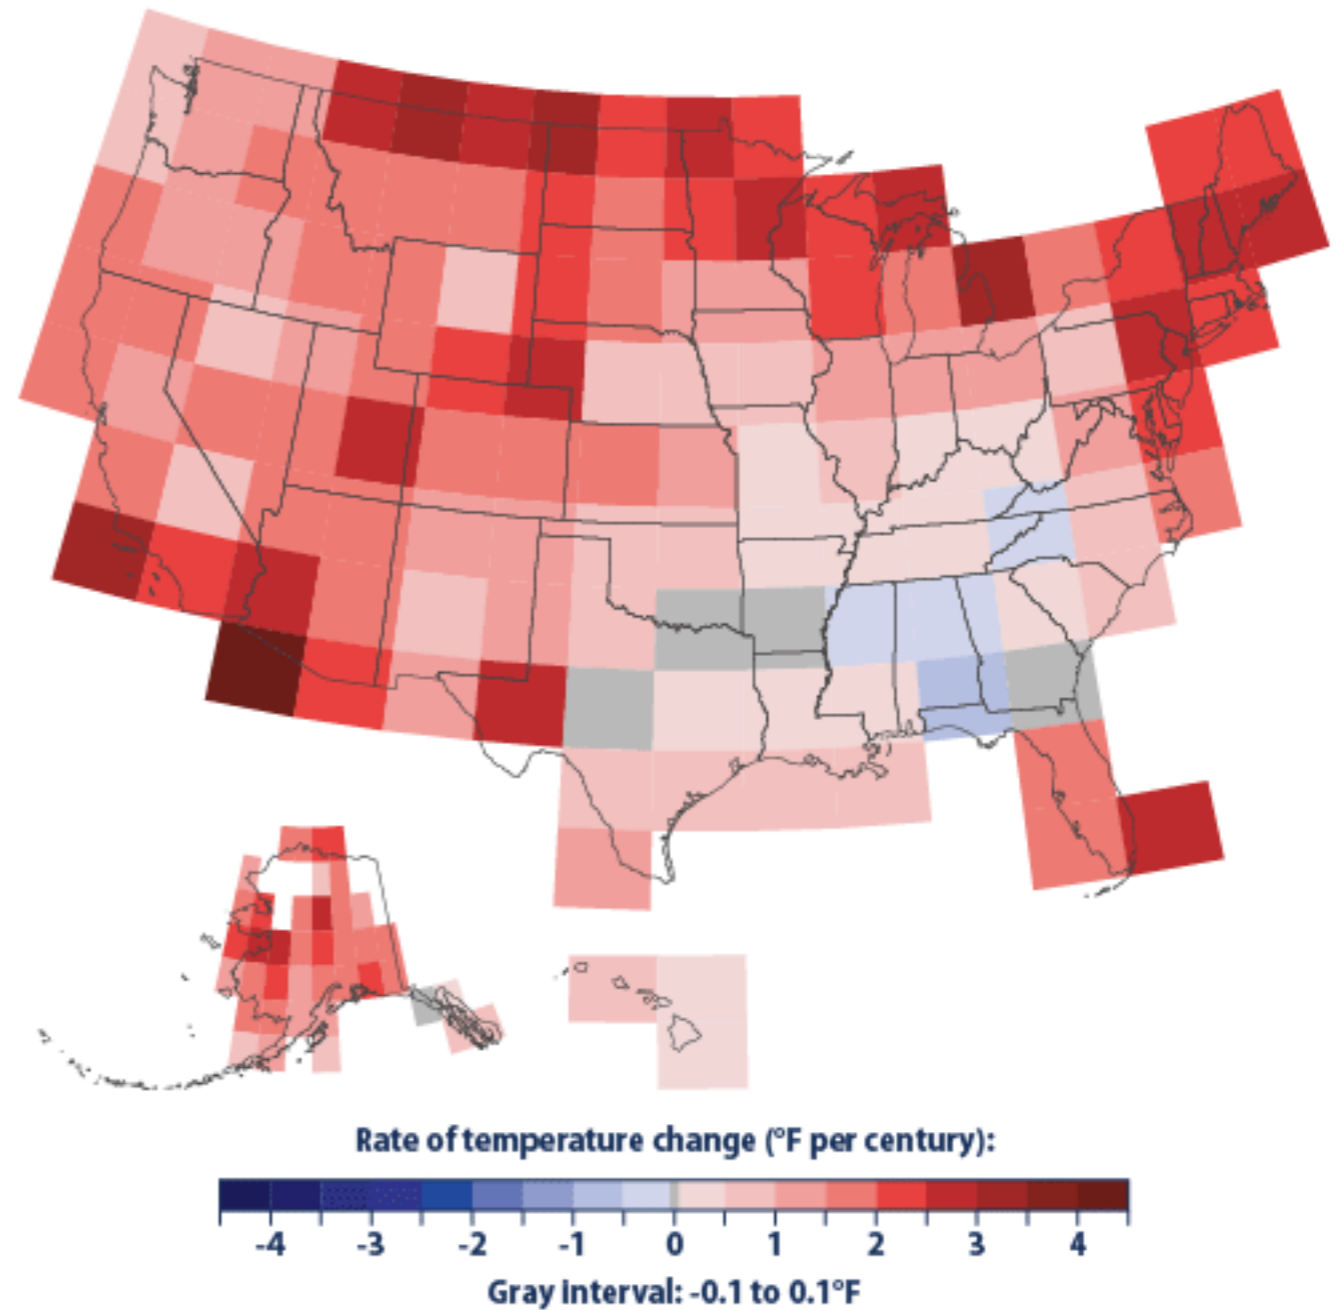 Rate of temperature change (°F per century):
-4 -3 -2 -1 0 1 2 3 4
Gray interval: -0.1 to 0.1°F